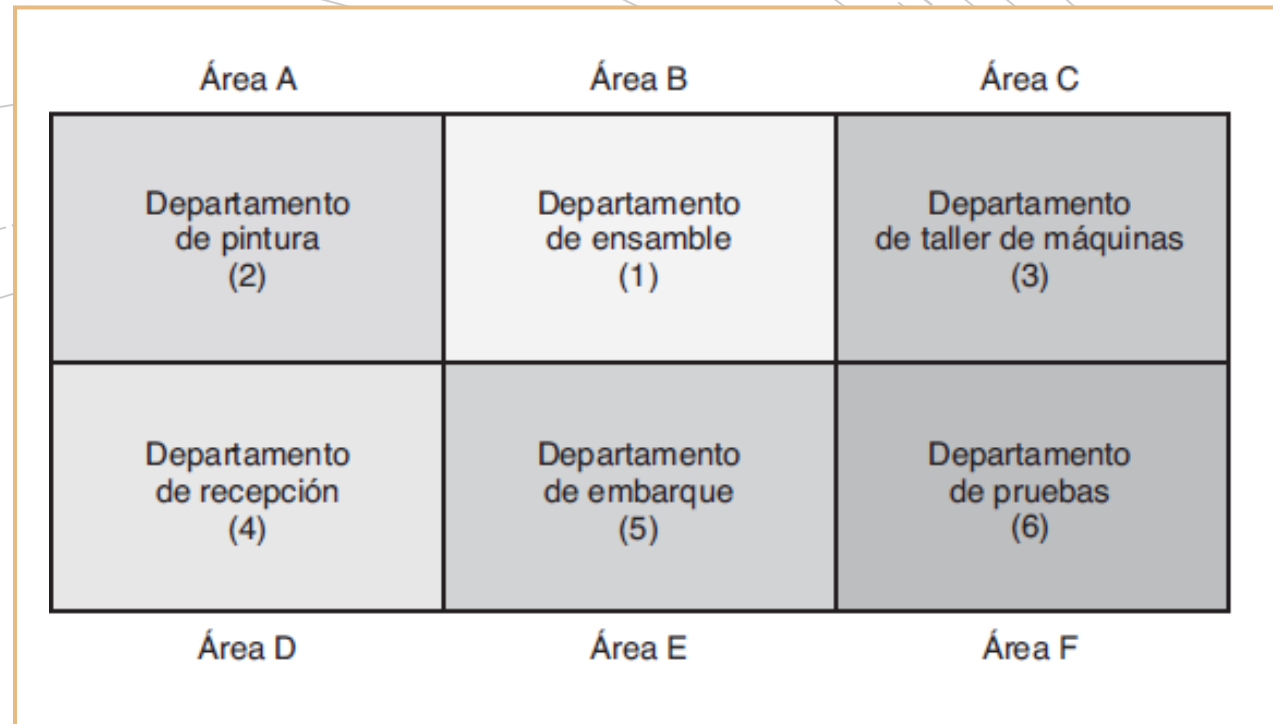 Área A
Área B
Área C
Departamento
de pintura
(2)
Departamento
de ensamble
(1)
Departamento
de taller de máquinas
(3)
Departamento
de recepción
(4)
Departamento
de embarque
(5)
Departamento
de pruebas
(6)
Área D
Área E
Área F